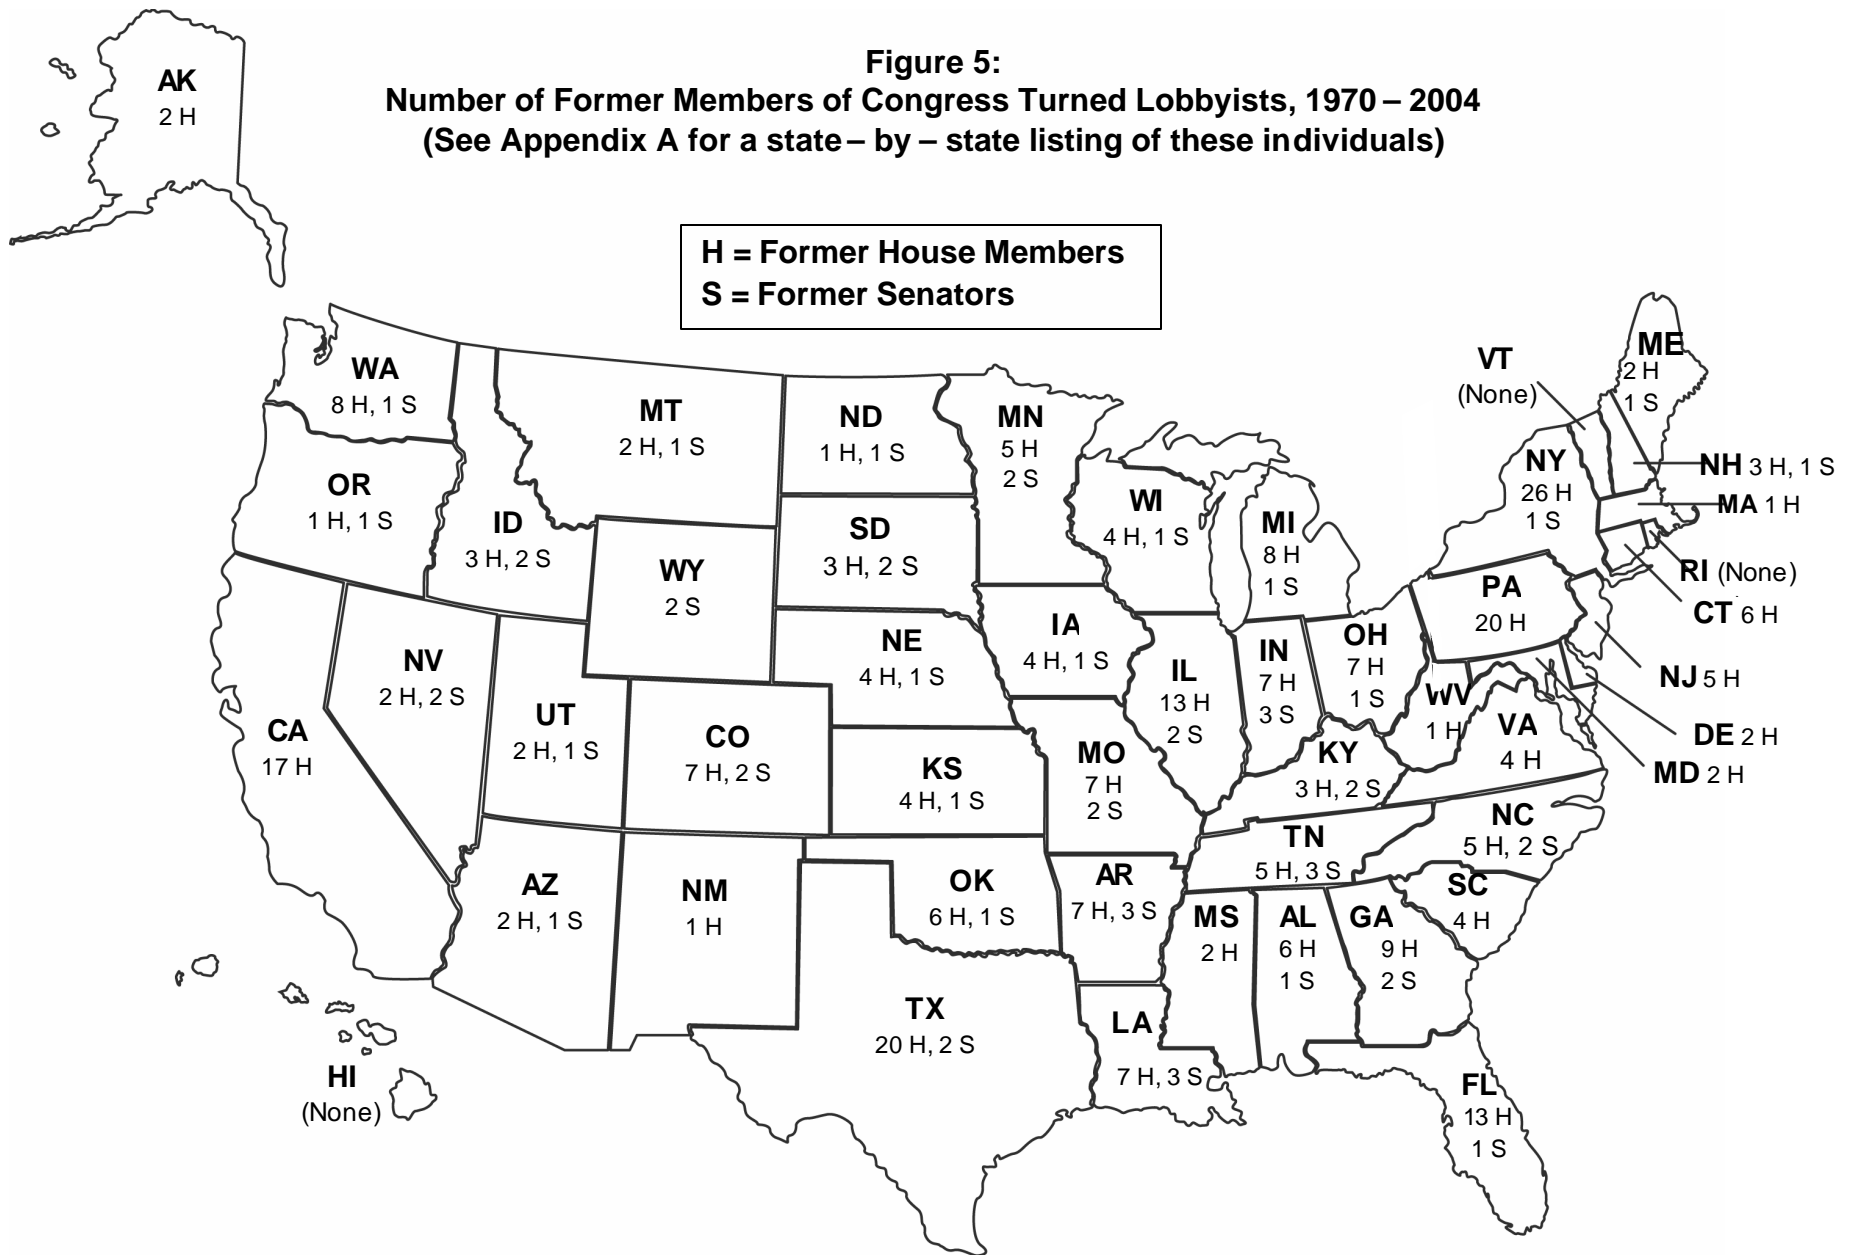 Figure 5:
Number of Former Members of Congress Turned Lobbyists, 1970 – 2004
(See Appendix A for a state – by – state listing of these individuals)
H = Former House Members
S = Former Senators
AK
2 H
WA
8 H, 1 S
OR
1 H, 1 S
ID
3 H, 2 S
MT
2 H, 1 S
ND
1 H, 1 S
MN
5 H
2 S
WI
4 H, 1 S
MI
8 H
1 S
SD
3 H, 2 S
WY
2 S
NE
4 H, 1 S
IA
4 H, 1 S
IL
13 H
2 S
IN
7 H
3 S
OH
7 H
1 S
PA
20 H
NY
26 H
1 S
VT
(None)
ME
2 H
1 S
NH 3 H, 1 S
MA 1 H
RI (None)
CT 6 H
NJ 5 H
DE 2 H
MD 2 H
WV
1 H
VA
4 H
KY
3 H, 2 S
NV
2 H, 2 S
UT
2 H, 1 S
CO
7 H, 2 S
KS
4 H, 1 S
MO
7 H
2 S
CA
17 H
AZ
2 H, 1 S
NM
1 H
OK
6 H, 1 S
AR
7 H, 3 S
TN
5 H, 3 S
NC
5 H, 2 S
SC
4 H
MS
2 H
AL
6 H
1 S
GA
9 H
2 S
TX
20 H, 2 S
LA
7 H, 3 S
FL
13 H
1 S
HI
(None)